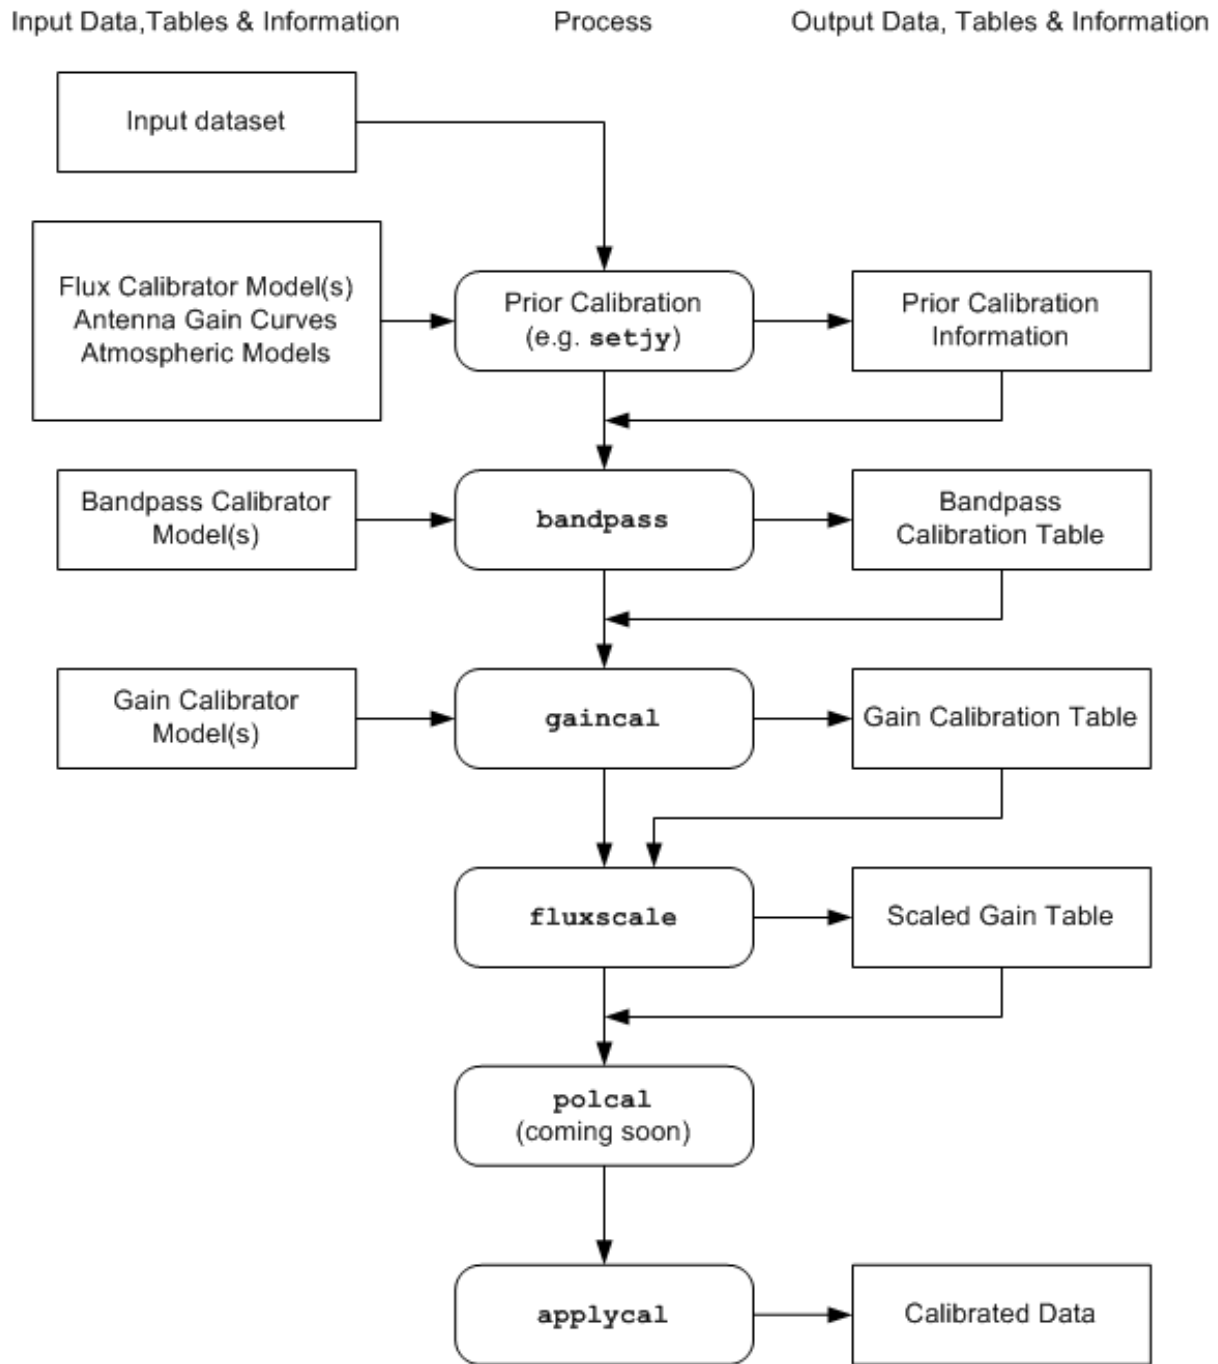 Input Data,Tables & Information
Process
Output Data, Tables & Information
Input dataset
Flux Calibrator Model(s)
Antenna Gain Curves
Atmospheric Models
Prior Calibration
(e.g. setjy)
Prior Calibration
Information
Bandpass Calibrator
Model(s)
bandpass
Bandpass
Calibration Table
Gain Calibrator
Model(s)
gaincal
Gain Calibration Table
fluxscale
Scaled Gain Table
polcal
(coming soon)
applycal
Calibrated Data